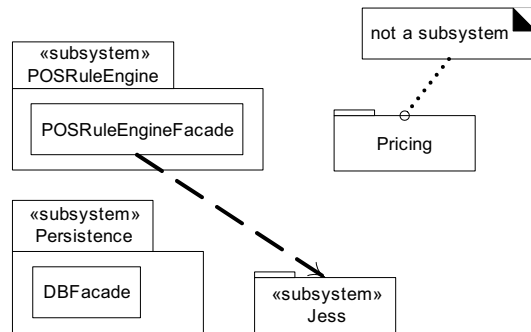 «subsystem»
POSRuleEngine
POSRuleEngineFacade
not a subsystem
Pricing
«subsystem»
Persistence
DBFacade
«subsystem»
Jess